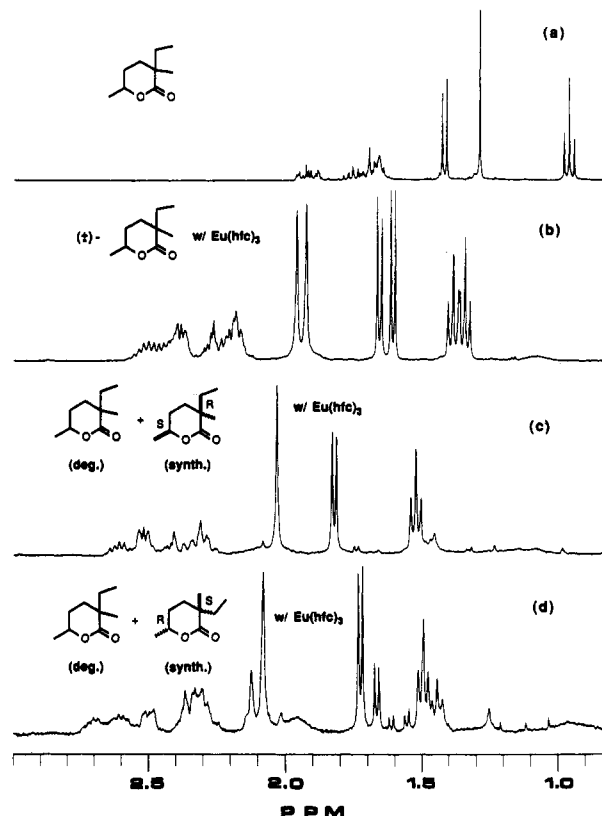 (a)
O O
(±)-
O O
w/ Eu(hfc)₃
(b)
O O
(deg.)
+
S R
O O
(synth.)
w/ Eu(hfc)₃
(c)
O O
(deg.)
+
R S
O O
(synth.)
w/ Eu(hfc)₃
(d)
2.5 2.0 1.5 1.0
PPM